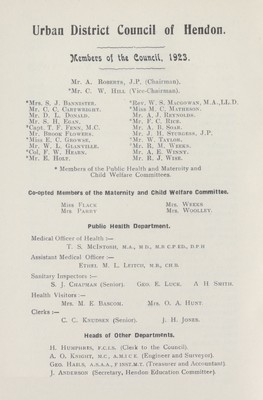 Urban District Council of Hendon.
Members of the Council, 1923.
Mr. A. Roberts, J.P. (Chairman).
*Mr. C. W. Hill (Vice-Chairman).
*Mrs. S. J. Bannister.
Mr. C. C. Cartwright.
Mr. D. L. Donald.
Mr. S. H. Egan.
*Capt. T. F. Fenn, M.C.
Mr. Brook Flowers.
*Miss E. C. Growse.
Mr. W. L. Glanville.
*Col. F. W. Hearn.
*Mr. E. Holt.
*Rev. W. S. Macgowan, M.A., LL.D.
*Miss M. C. Matheson.
Mr. A. J. Reynolds.
*Mr. F. C. Rice.
Mr. A. B. Soar.
Mr. J. H. Sturgess, J.P.
*Mr. W. Taylor.
*Mr. B. M. Weeks.
Mr. A. E. Winny.
Mr. R. J. Wise.
* Members of the Public Health and Maternity and
Child Welfare Committees.
Co-opted Members of the Maternity and Child Welfare Committee.
Mrs Flack
Mrs Pandy
Mrs. Weeks
Mrs. Woolley.
Public Health Department.
Medical Officer of Health :—
T. S. McIntosh, M.A., M.D., M.R.C.P.ED., D.P.H
Assistant Medical Officer :—
Ethel M. L. Leitch, M.B., CH.B.
Sanitary Inspectors :—
S. J. Chapman (Senior). Geo. E. Luck. A H. Smith.
Health Visitors :—
Mrs. M. E. Bascom. Mrs. O. A. Hunt.
Clerks :—
C. C. Knudsen (Senior). J. H. Jones.
Heads of Other Departments.
H. Humphris, F.C.I.S. (Clerk to the Council).
A. O. Knight, M.C., A.M.I.C.E. (Engineer and Surveyor).
Geo. Hails, A.S.A.A., F.INST.M.T. (Treasurer and Accountant).
J. Anderson (Secretary, Hendon Education Committee).